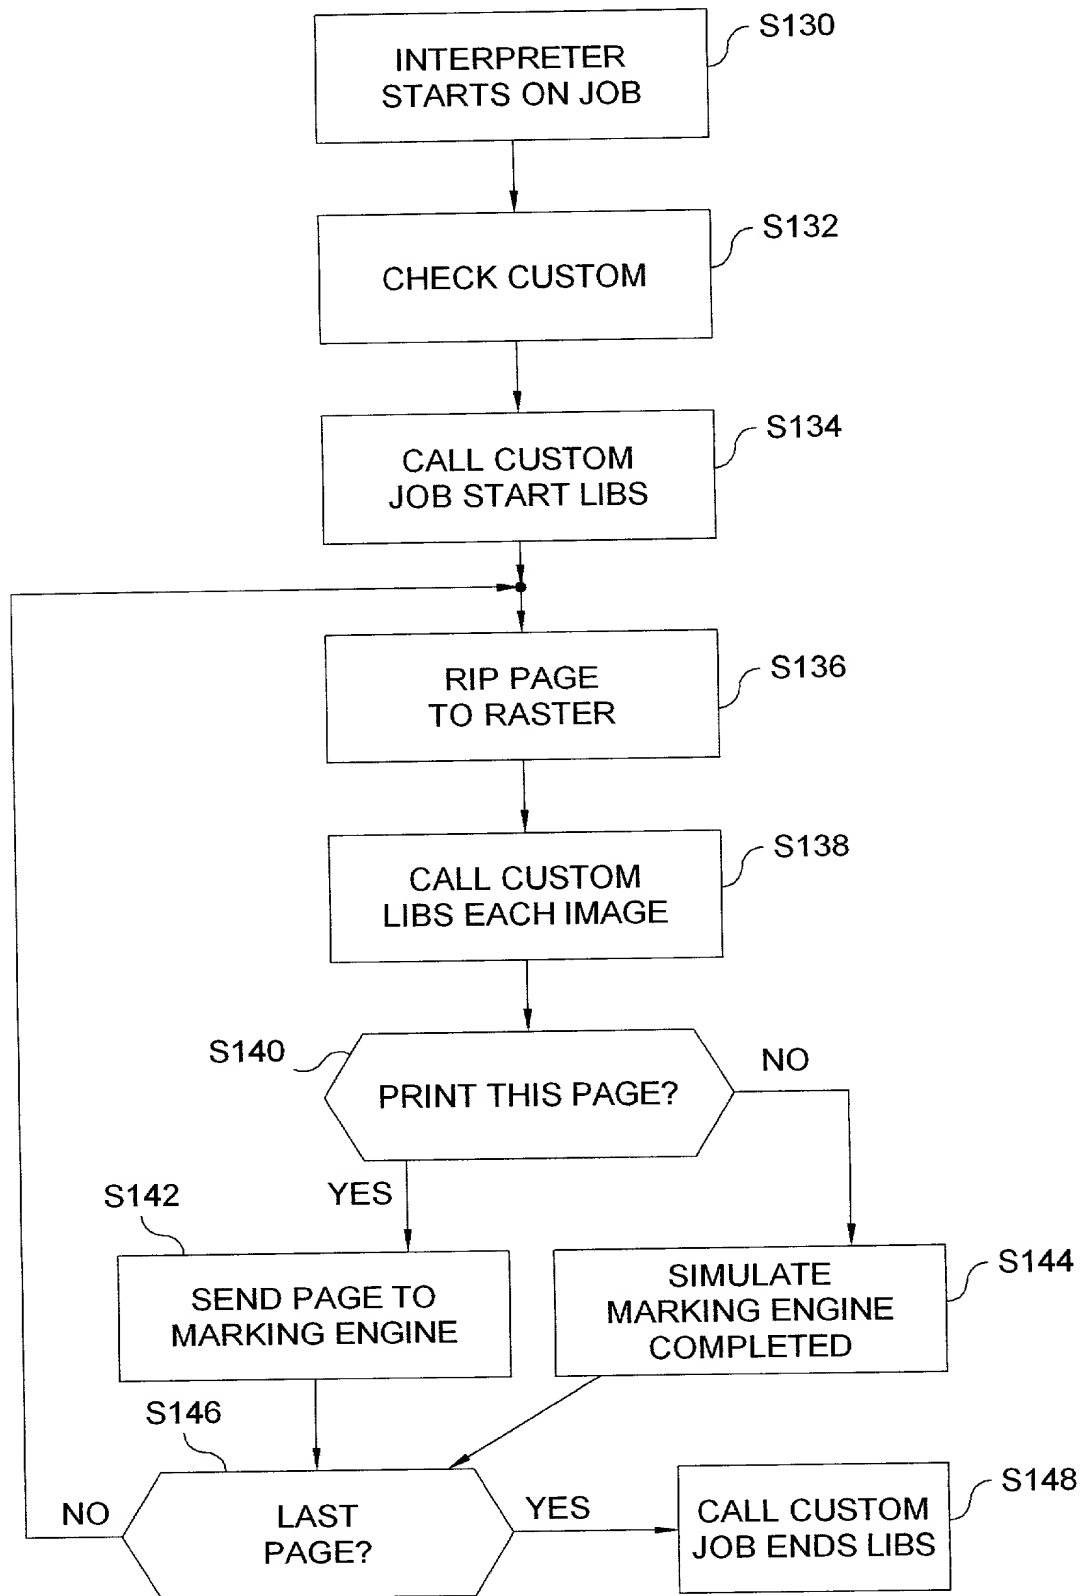 S130
INTERPRETER
STARTS ON JOB
S132
CHECK CUSTOM
S134
CALL CUSTOM
JOB START LIBS
S136
RIP PAGE
TO RASTER
S138
CALL CUSTOM
LIBS EACH IMAGE
S140
PRINT THIS PAGE?
NO
YES
S142
SEND PAGE TO
MARKING ENGINE
S144
SIMULATE
MARKING ENGINE
COMPLETED
S146
LAST
PAGE?
NO
YES
S148
CALL CUSTOM
JOB ENDS LIBS